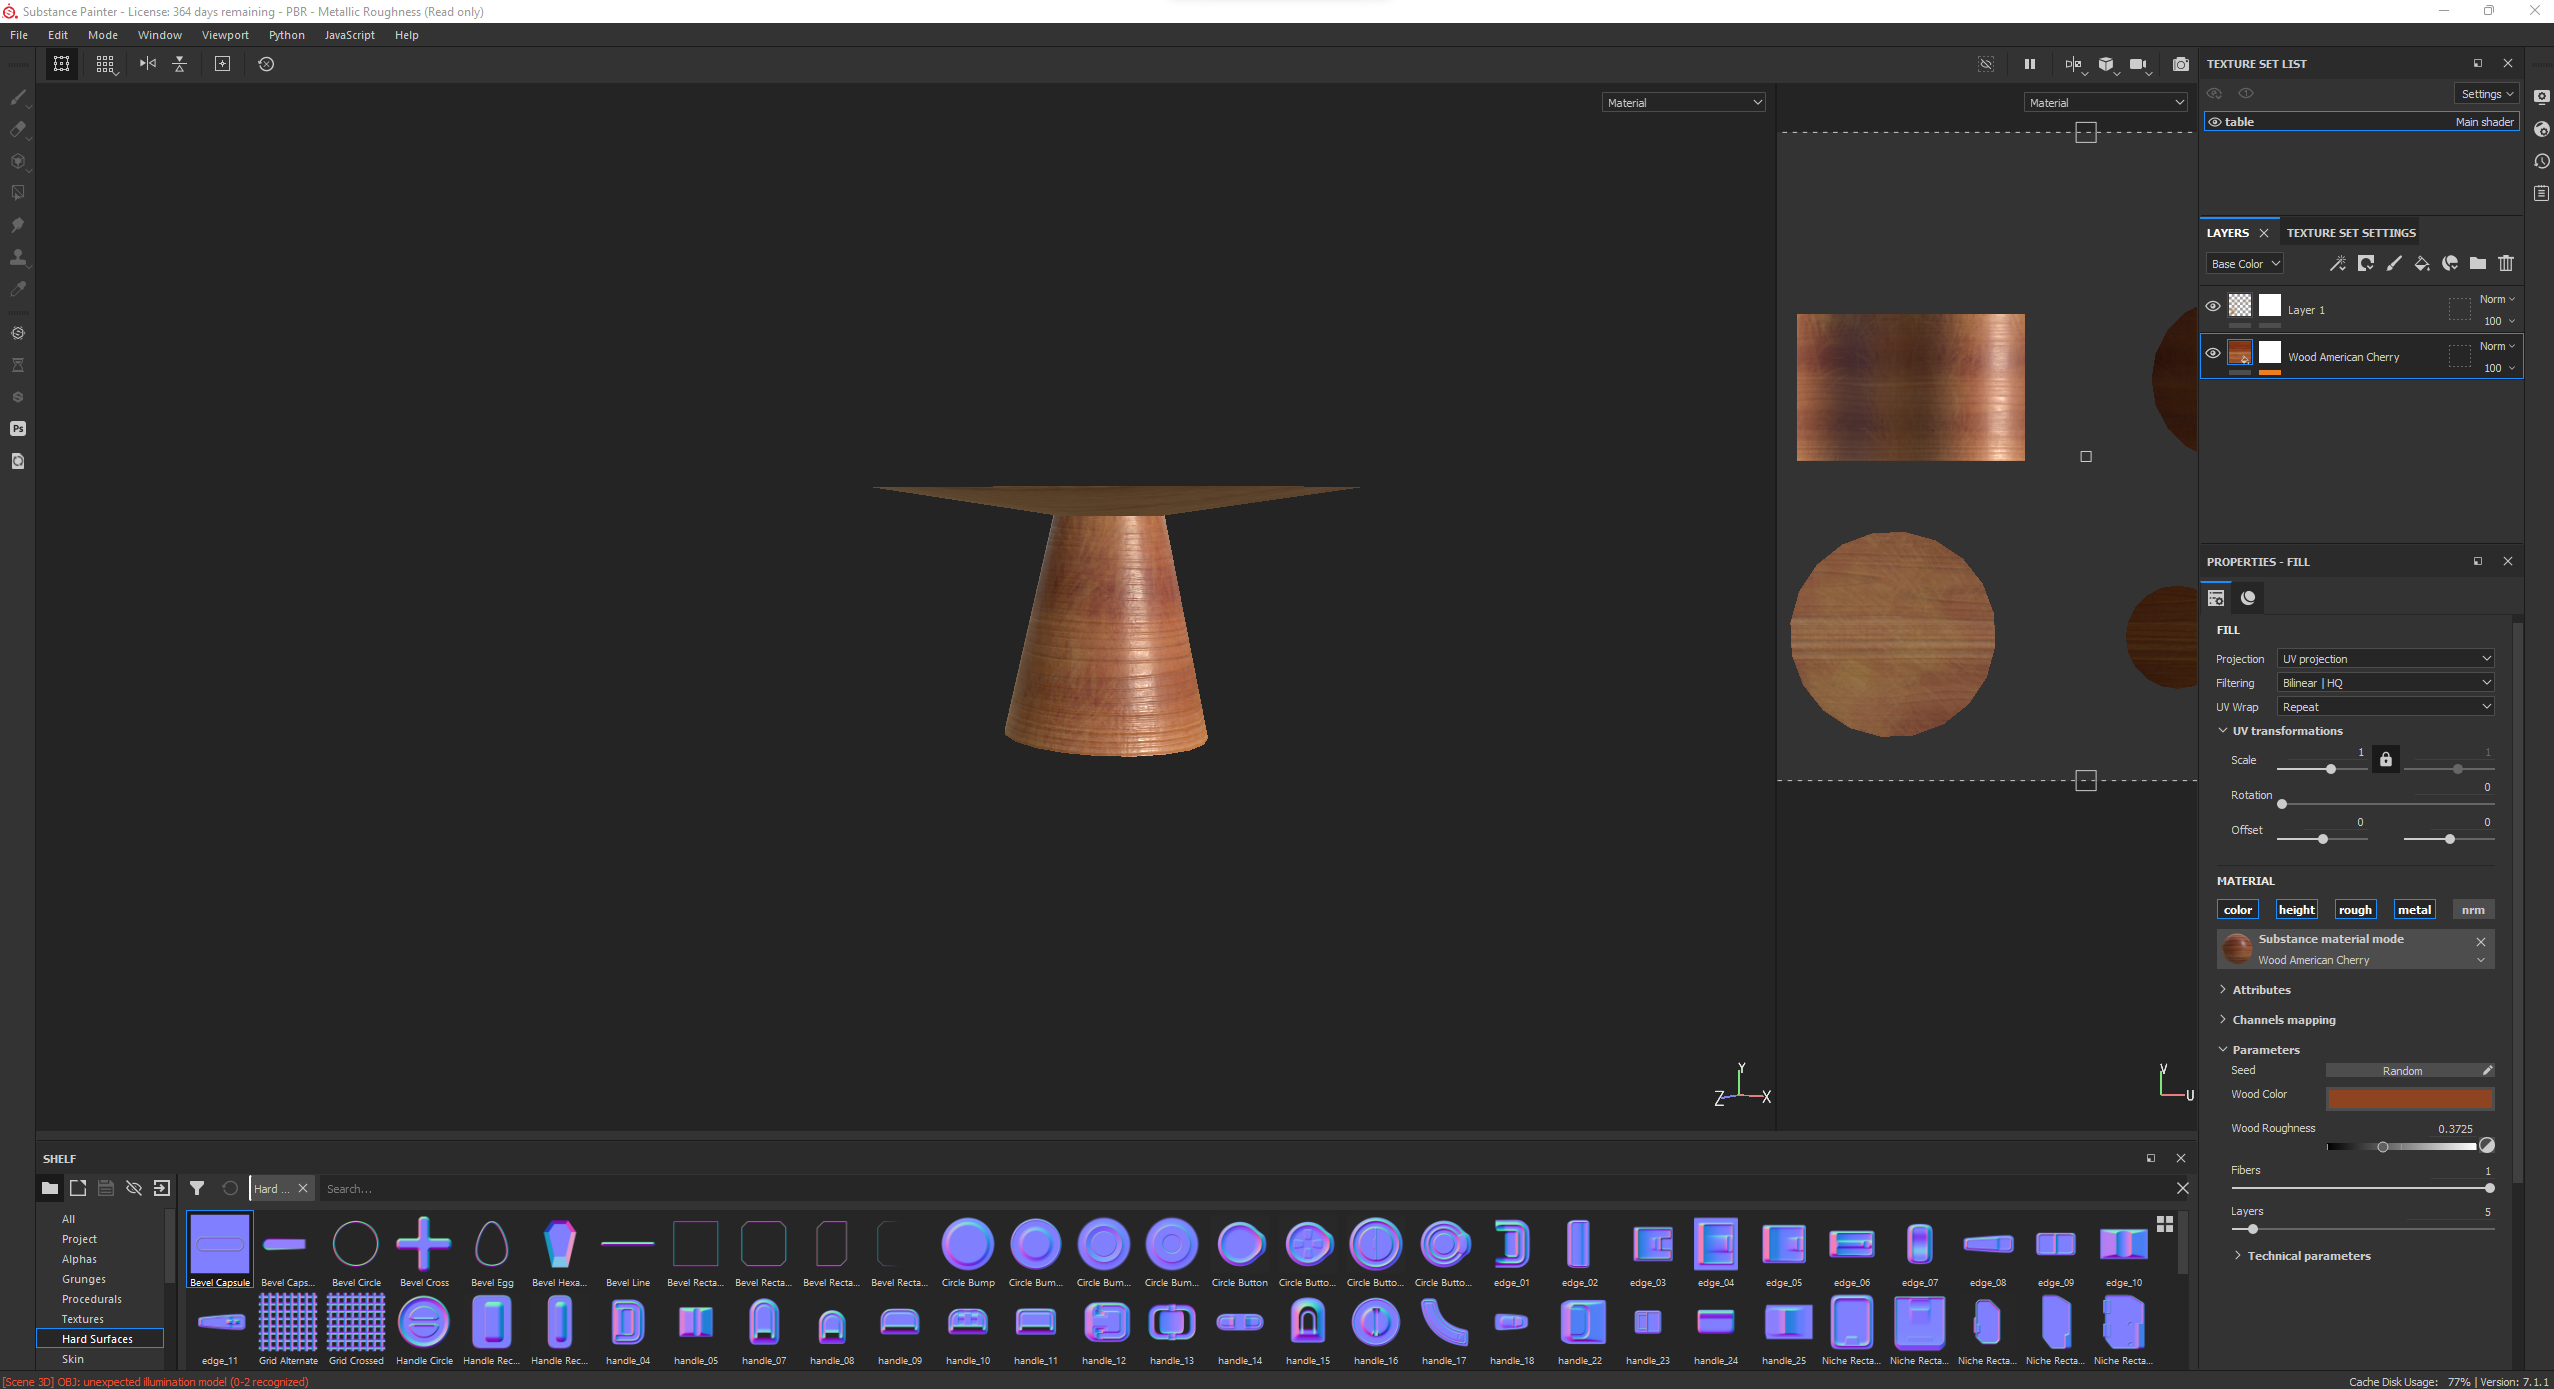 Substance Painter - License: 364 days remaining - PBR - Metallic Roughness (Read only)
File Edit Mode Window Viewport Python JavaScript Help
Material
Material
TEXTURE SET LIST
Settings
table Main shader
LAYERS TEXTURE SET SETTINGS
Base Color
Norm
Layer 1
100
Norm
Wood American Cherry
100
Ps
PROPERTIES - FILL
FILL
Projection UV projection
Filtering Bilinear | HQ
UV Wrap Repeat
UV transformations
Scale 1 1
Rotation 0
Offset 0 0
MATERIAL
color height rough metal nrm
Substance material mode
Wood American Cherry
Attributes
Channels mapping
Parameters
Seed Random
Wood Color
Wood Roughness 0.3725
Fibers 1
Layers 5
Technical parameters
Y
Z X
V
U
SHELF
Hard ... Search...
All
Project
Alphas
Grunges
Procedurals
Textures
Hard Surfaces
Skin
Bevel Capsule Bevel Caps... Bevel Circle Bevel Cross Bevel Egg Bevel Hexa... Bevel Line Bevel Recta... Bevel Recta... Bevel Recta... Bevel Recta... Circle Bump Circle Bum... Circle Bum... Circle Bum... Circle Button Circle Butto... Circle Butto... Circle Butto... edge_01 edge_02 edge_03 edge_04 edge_05 edge_06 edge_07 edge_08 edge_09 edge_10
edge_11 Grid Alternate Grid Crossed Handle Circle Handle Rec... Handle Rec... handle_04 handle_05 handle_07 handle_08 handle_09 handle_10 handle_11 handle_12 handle_13 handle_14 handle_15 handle_16 handle_17 handle_18 handle_22 handle_23 handle_24 handle_25 Niche Recta... Niche Recta... Niche Recta... Niche Recta... Niche Recta...
[Scene 3D] OBJ: unexpected illumination model (0-2 recognized)
Cache Disk Usage: 77% | Version: 7.1.1